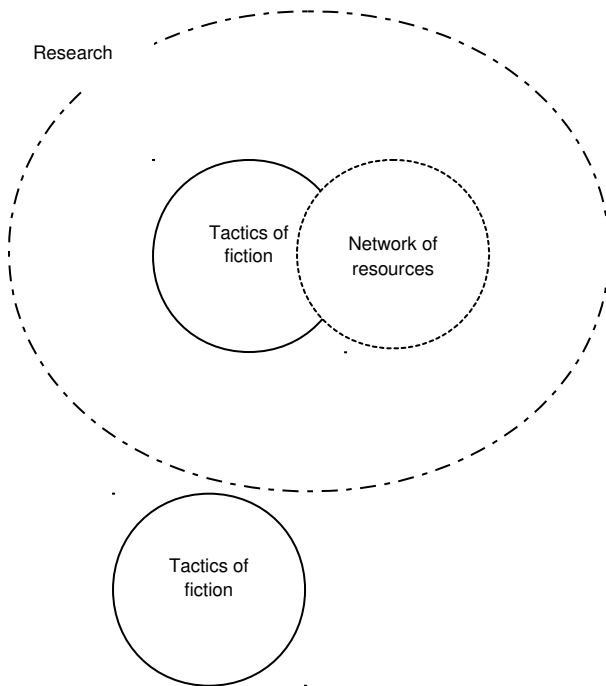 Research
Tactics of
fiction
Network of
resources
Tactics of
fiction